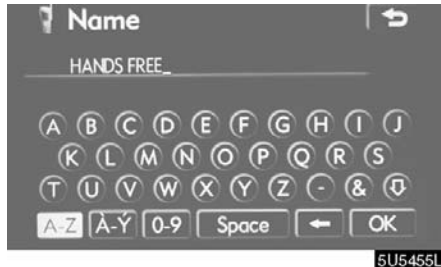 Name
HANDS FREE_
A B C D E F G H I J
K L M N O P Q R S
T U V W X Y Z - &
A-Z À-Ý 0-9 Space ← OK
5U5455L